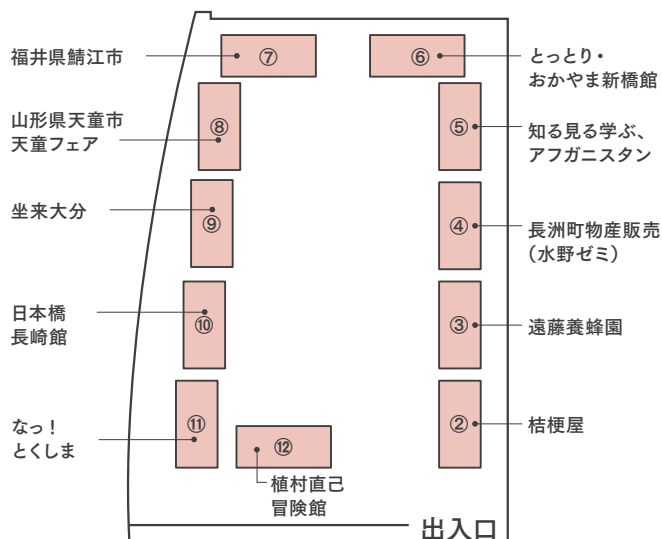 福井県鯖江市
⑦
⑥
とっとり・
おかやま新橋館
山形県天童市
天童フェア
⑧
⑤
知る見る学ぶ、
アフガニスタン
坐来大分
⑨
④
長洲町物産販売
(水野ゼミ)
日本橋
長崎館
⑩
③
遠藤養蜂園
なっ!
とくしま
⑪
⑫
植村直己
冒険館
②
桔梗屋
出入口